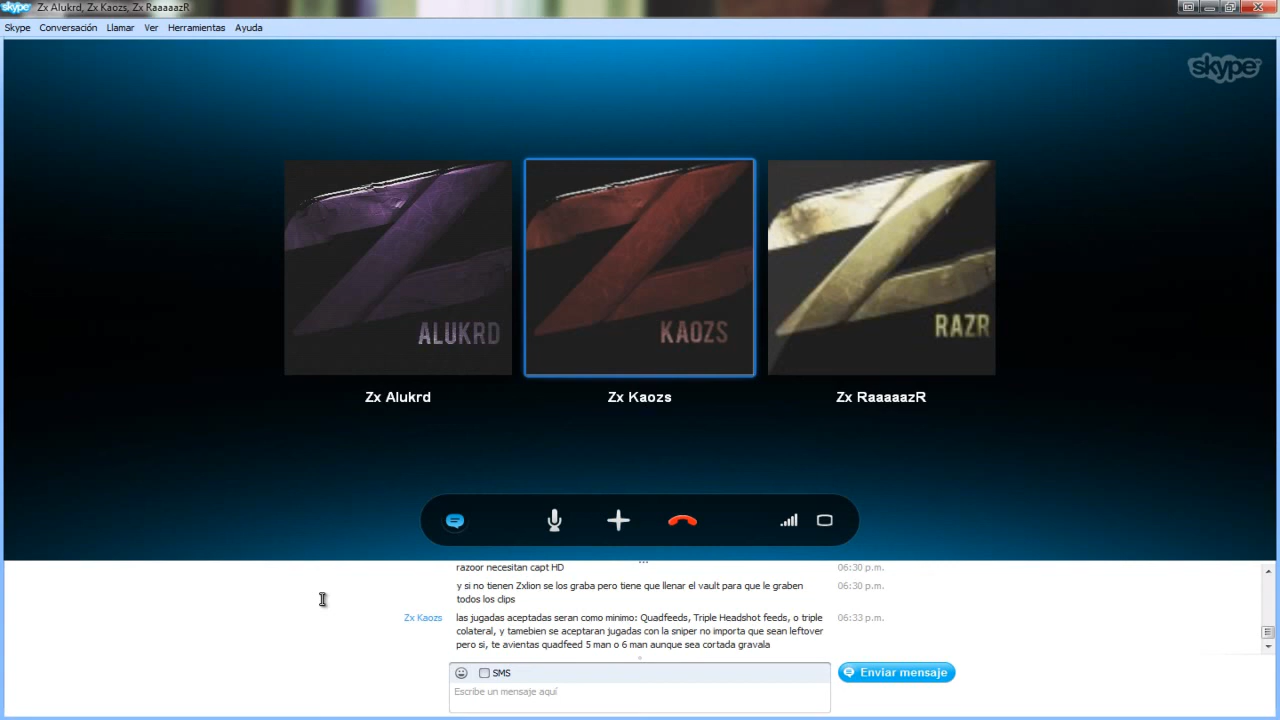 skype Zx Alukrd, Zx Kaozs, Zx RaaaaazR
Skype Conversación Llamar Ver Herramientas Ayuda
skype
ALUKRD
KAOZS
RAZR
Zx Alukrd
Zx Kaozs
Zx RaaaaazR
razoor necesitan capt HD 06:30 p.m.
y si no tienen Zxlion se los graba pero tiene que llenar el vault para que le graben 06:30 p.m.
todos los clips
Zx Kaozs las jugadas aceptadas seran como minimo: Quadfeeds, Triple Headshot feeds, o triple 06:33 p.m.
colateral, y tamebien se aceptaran jugadas con la sniper no importa que sean leftover
pero si, te avientas quadfeed 5 man o 6 man aunque sea cortada gravala
SMS
Enviar mensaje
Escribe un mensaje aquí